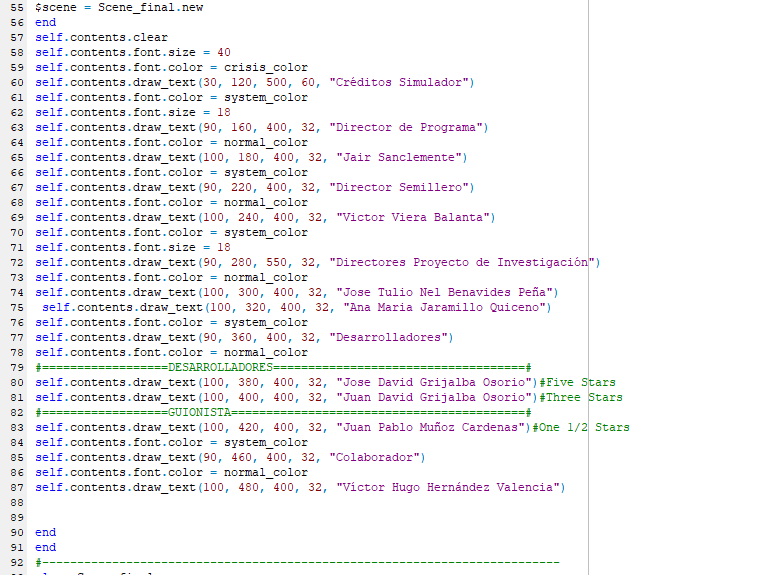 55 $scene = Scene_final.new
56 end
57 self.contents.clear
58 self.contents.font.size = 40
59 self.contents.font.color = crisis_color
60 self.contents.draw_text(30, 120, 500, 60, "Créditos Simulador")
61 self.contents.font.color = system_color
62 self.contents.font.size = 18
63 self.contents.draw_text(90, 160, 400, 32, "Director de Programa")
64 self.contents.font.color = normal_color
65 self.contents.draw_text(100, 180, 400, 32, "Jair Sanclemente")
66 self.contents.font.color = system_color
67 self.contents.draw_text(90, 220, 400, 32, "Director Semillero")
68 self.contents.font.color = normal_color
69 self.contents.draw_text(100, 240, 400, 32, "Victor Viera Balanta")
70 self.contents.font.color = system_color
71 self.contents.font.size = 18
72 self.contents.draw_text(90, 280, 550, 32, "Directores Proyecto de Investigación")
73 self.contents.font.color = normal_color
74 self.contents.draw_text(100, 300, 400, 32, "Jose Tulio Nel Benavides Peña")
75  self.contents.draw_text(100, 320, 400, 32, "Ana Maria Jaramillo Quiceno")
76 self.contents.font.color = system_color
77 self.contents.draw_text(90, 360, 400, 32, "Desarrolladores")
78 self.contents.font.color = normal_color
79 #==================DESARROLLADORES====================================#
80 self.contents.draw_text(100, 380, 400, 32, "Jose David Grijalba Osorio")#Five Stars
81 self.contents.draw_text(100, 400, 400, 32, "Juan David Grijalba Osorio")#Three Stars
82 #==================GUIONISTA==========================================#
83 self.contents.draw_text(100, 420, 400, 32, "Juan Pablo Muñoz Cardenas")#One 1/2 Stars
84 self.contents.font.color = system_color
85 self.contents.draw_text(90, 460, 400, 32, "Colaborador")
86 self.contents.font.color = normal_color
87 self.contents.draw_text(100, 480, 400, 32, "Víctor Hugo Hernández Valencia")
88
89
90 end
91 end
92 #--------------------------------------------------------------------------